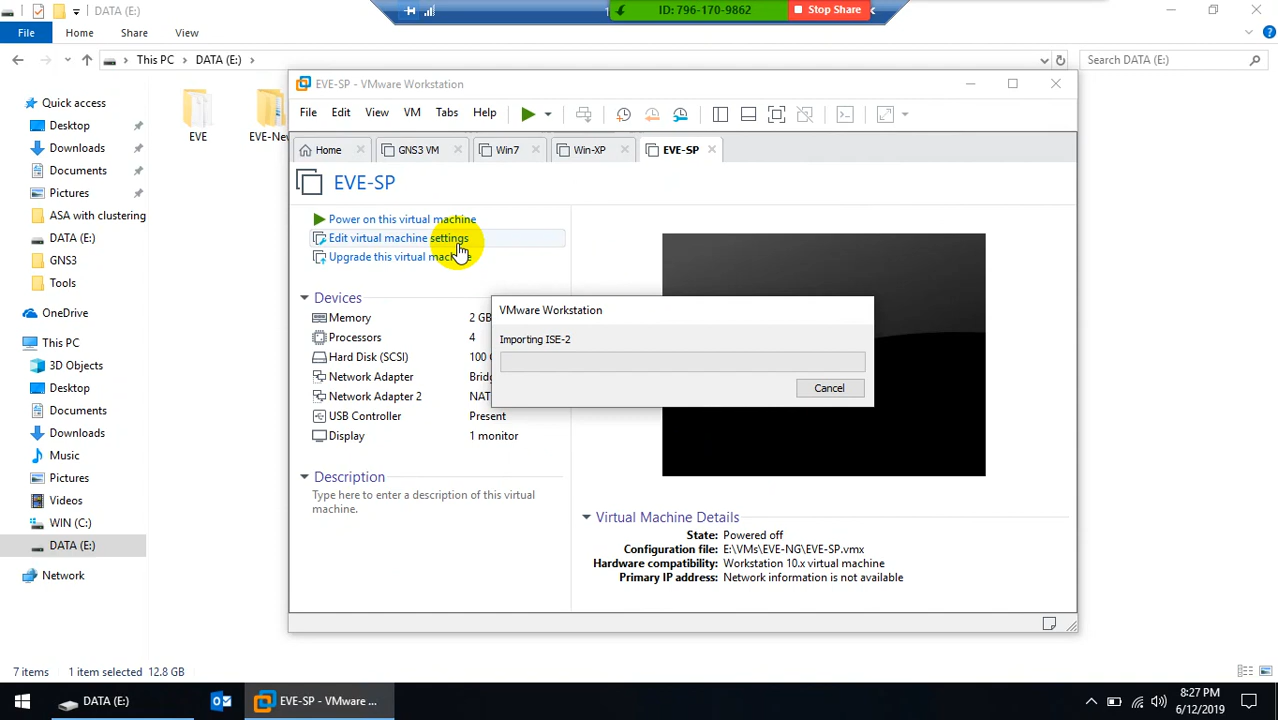 DATA (E:)
ID: 796-170-9862
Stop Share
File
Home
Share
View
This PC
DATA (E:)
Search DATA (E:)
Quick access
Desktop
Downloads
Documents
Pictures
ASA with clustering
DATA (E:)
GNS3
Tools
OneDrive
This PC
3D Objects
Desktop
Documents
Downloads
Music
Pictures
Videos
WIN (C:)
DATA (E:)
Network
EVE
EVE-New
EVE-SP - VMware Workstation
File
Edit
View
VM
Tabs
Help
Home
GNS3 VM
Win7
Win-XP
EVE-SP
EVE-SP
Power on this virtual machine
Edit virtual machine settings
Upgrade this virtual machine
Devices
Memory 2 GB
Processors 4
Hard Disk (SCSI) 100
Network Adapter
Network Adapter 2 NAT
USB Controller Present
Display 1 monitor
Description
Type here to enter a description of this virtual
machine.
VMware Workstation
Importing ISE-2
Cancel
Virtual Machine Details
State: Powered off
Configuration file: E:\VMs\EVE-NG\EVE-SP.vmx
Hardware compatibility: Workstation 10.x virtual machine
Primary IP address: Network information is not available
7 items
1 item selected 12.8 GB
DATA (E:)
EVE-SP - VMware ...
8:27 PM
6/12/2019